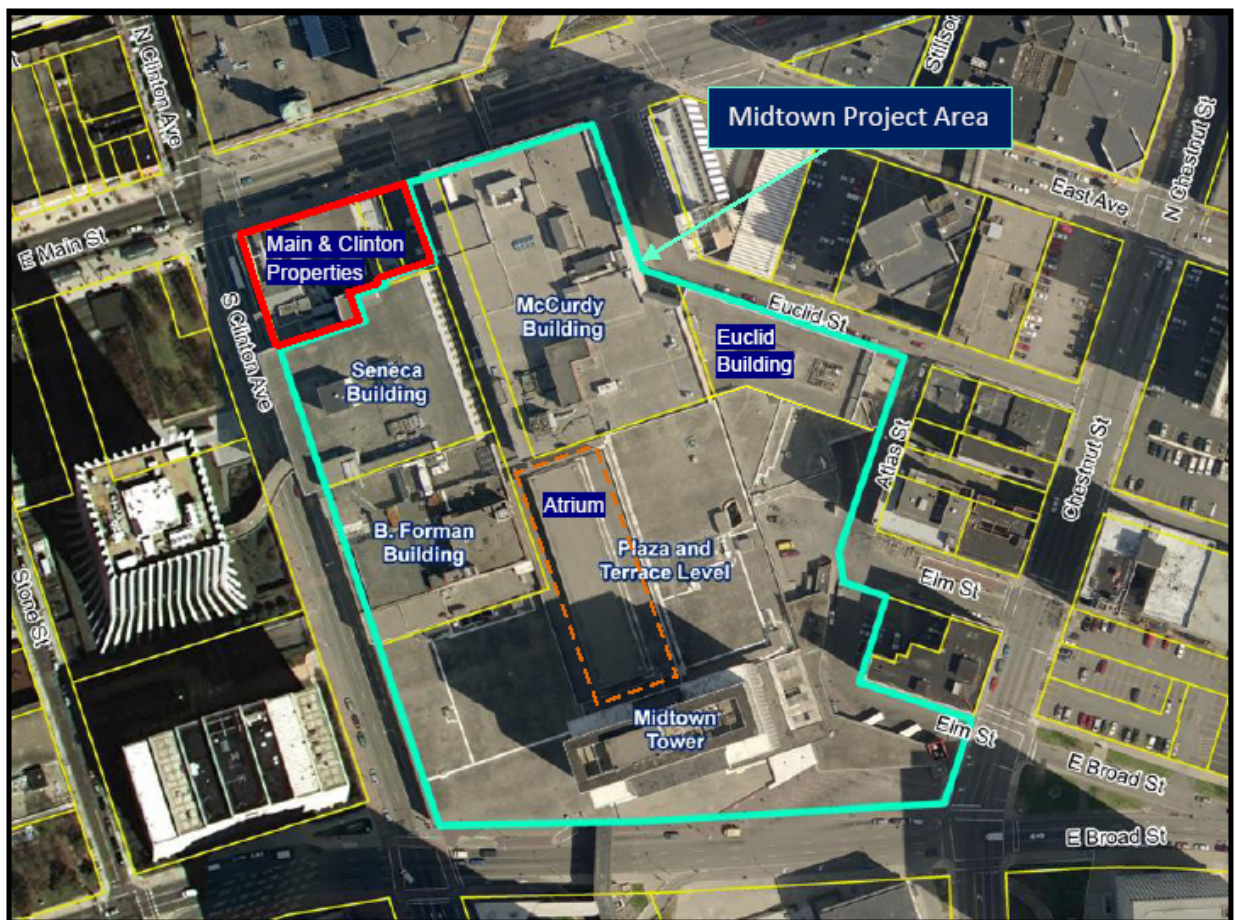 N Clinton Ave
Stillson
Midtown Project Area
N Chestnut St
East Ave
E Main St
Main & Clinton
Properties
McCurdy
Building
Euclid St
S Clinton Ave
Seneca
Building
Euclid
Building
Atlas St
Chestnut St
Atrium
B. Forman
Building
Plaza and
Terrace Level
Elm St
Stone St
Midtown
Tower
Elm St
E Broad St
E Broad St